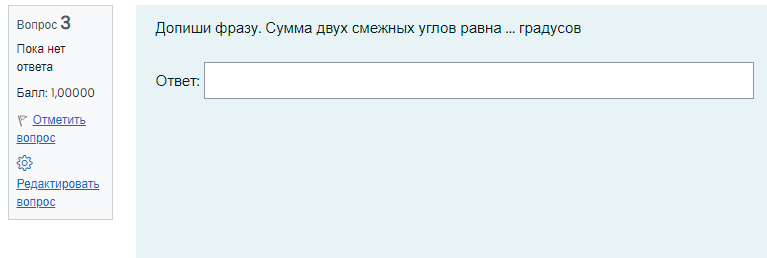 Вопрос 3
Пока нет
ответа
Балл: 1,00000
Отметить
вопрос
Редактировать
вопрос
Допиши фразу. Сумма двух смежных углов равна ... градусов
Ответ: